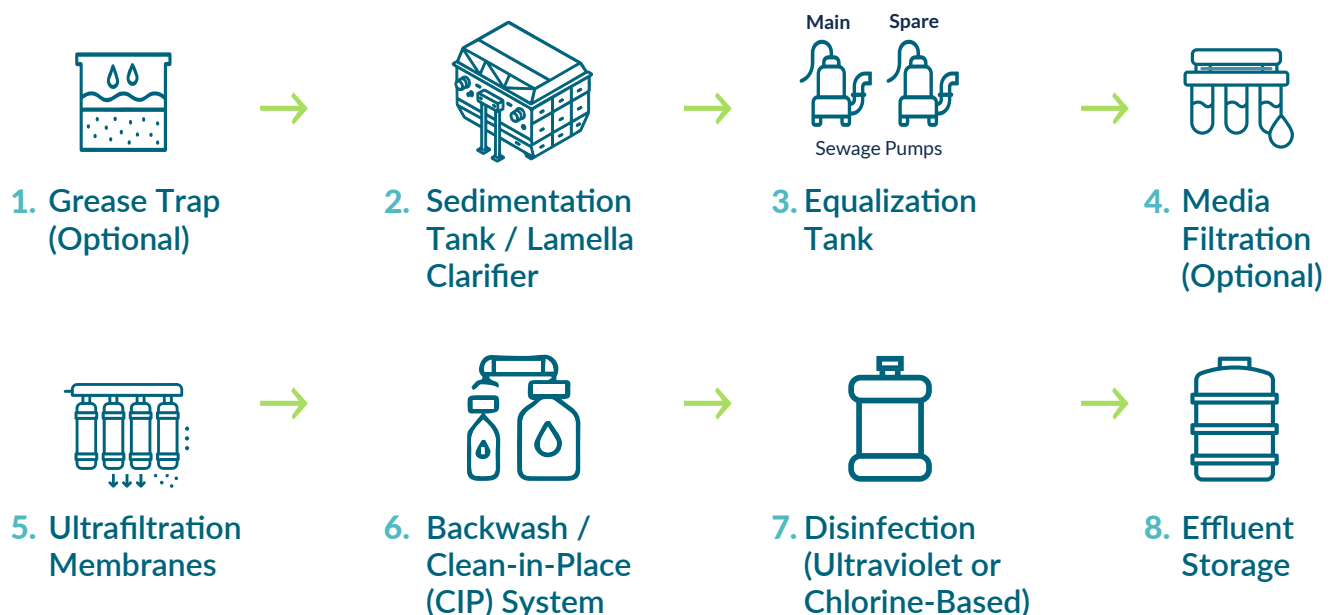 Main
Spare
Sewage Pumps
1. Grease Trap
(Optional)
2. Sedimentation
Tank / Lamella
Clarifier
3. Equalization
Tank
4. Media
Filtration
(Optional)
5. Ultrafiltration
Membranes
6. Backwash /
Clean-in-Place
(CIP) System
7. Disinfection
(Ultraviolet or
Chlorine-Based)
8. Effluent
Storage